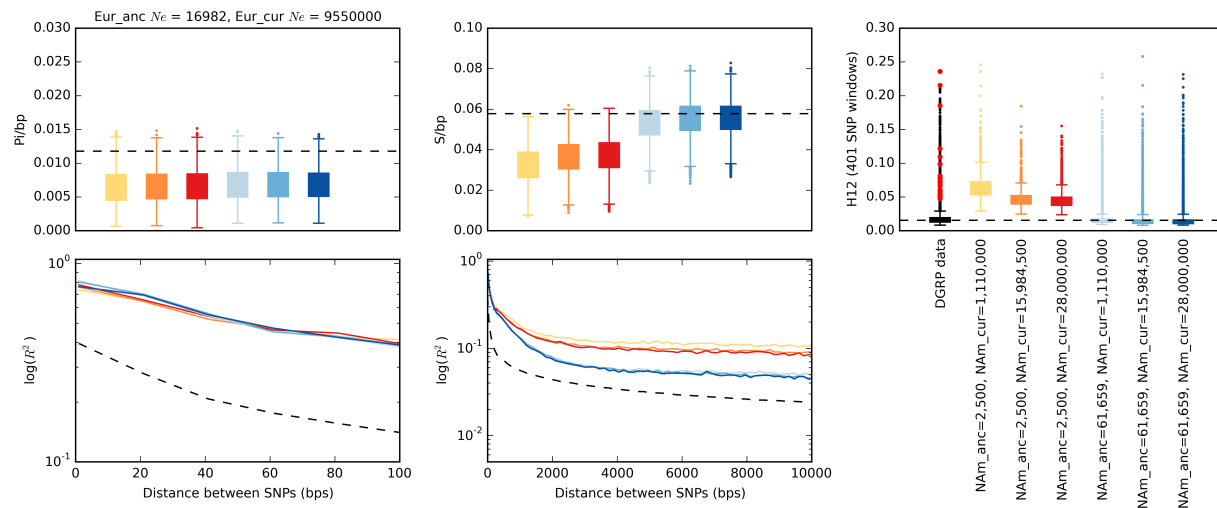 Eur_anc Ne = 16982, Eur_cur Ne = 9550000
0.030
0.025
0.020
0.015
0.010
0.005
0.000
Pi/bp
0.10
0.08
0.06
0.04
0.02
0.00
S/bp
0.30
0.25
0.20
0.15
0.10
0.05
0.00
H12 (401 SNP windows)
DGRP data
NAm_anc=2,500, NAm_cur=1,110,000
NAm_anc=2,500, NAm_cur=15,984,500
NAm_anc=2,500, NAm_cur=28,000,000
NAm_anc=61,659, NAm_cur=1,110,000
NAm_anc=61,659, NAm_cur=15,984,500
NAm_anc=61,659, NAm_cur=28,000,000
10⁰
10⁻¹
log(R²)
0
20
40
60
80
100
Distance between SNPs (bps)
10⁰
10⁻¹
10⁻²
log(R²)
0
2000
4000
6000
8000
10000
Distance between SNPs (bps)